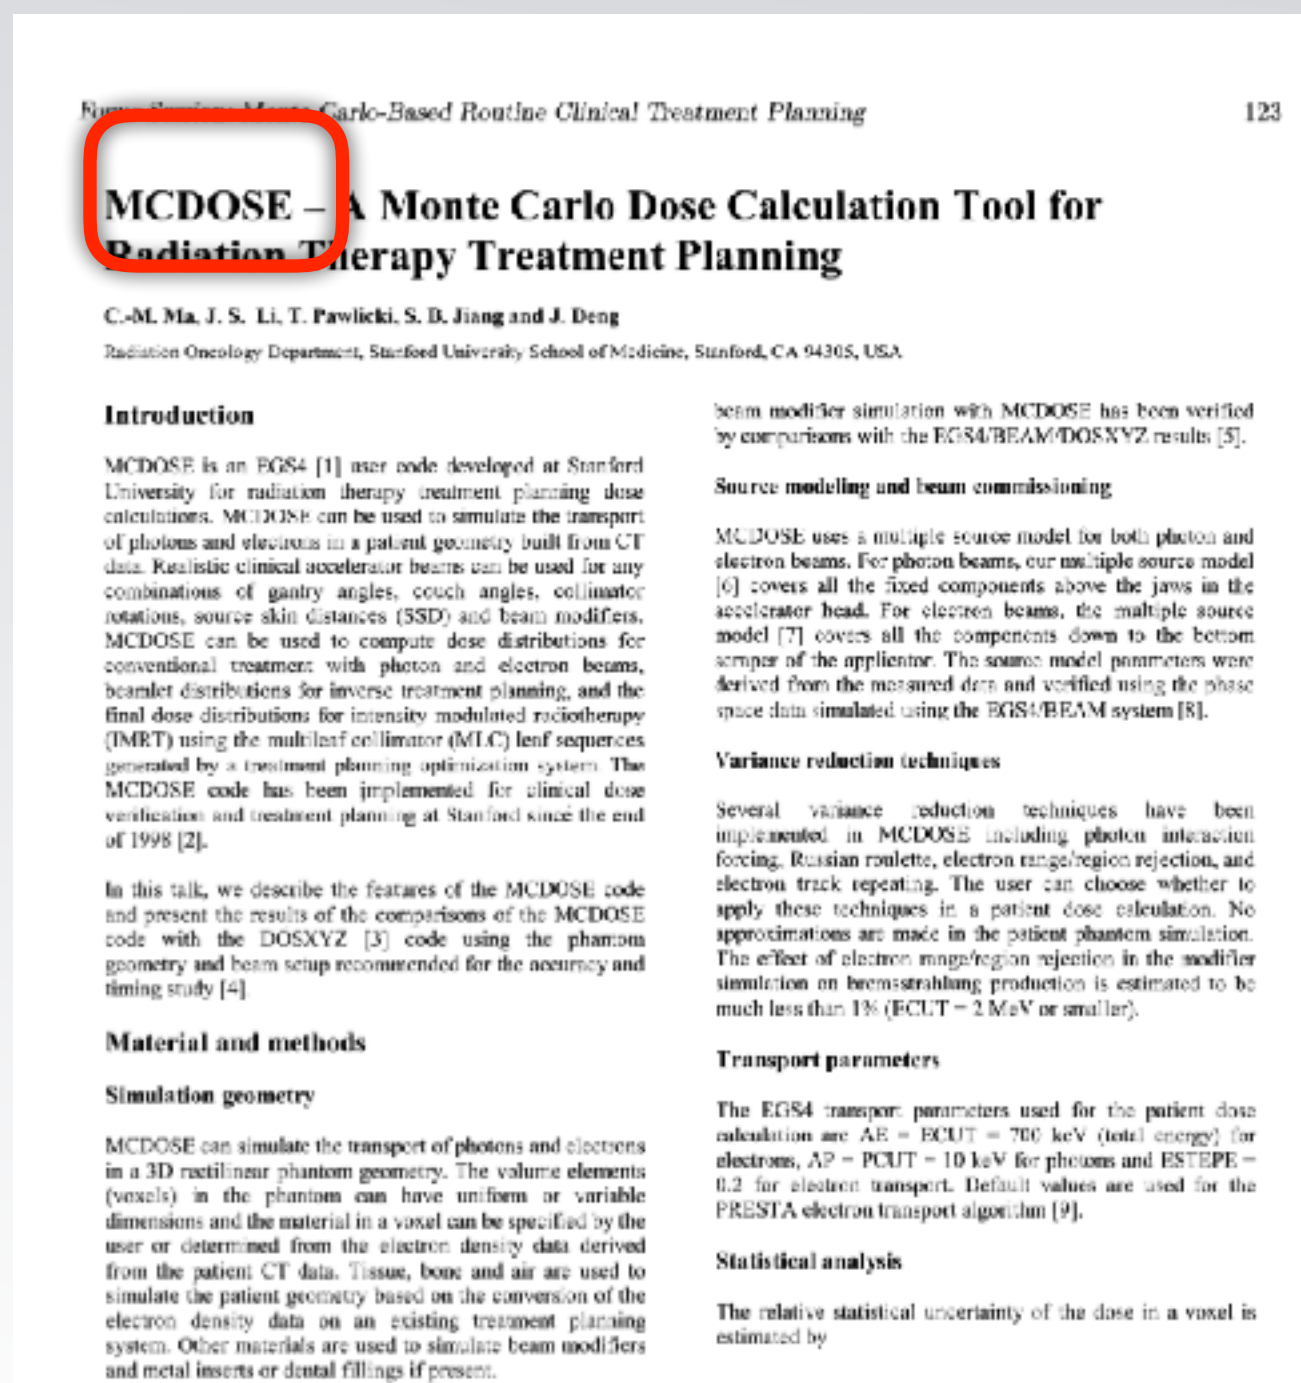 Carlo-Based Routine Clinical Treatment Planning
123
MCDOSE – A Monte Carlo Dose Calculation Tool for
Radiation Therapy Treatment Planning
C.-M. Ma, J. S. Li, T. Pawlicki, S. B. Jiang and J. Deng
Radiation Oncology Department, Stanford University School of Medicine, Stanford, CA 94305, USA
Introduction
MCDOSE is an EGS4 [1] user code developed at Stanford
University for radiation therapy treatment planning dose
calculations. MCDOSE can be used to simulate the transport
of photons and electrons in a patient geometry built from CT
data. Realistic clinical accelerator beams can be used for any
combinations of gantry angles, couch angles, collimator
rotations, source skin distances (SSD) and beam modifiers.
MCDOSE can be used to compute dose distributions for
conventional treatment with photon and electron beams,
beamlet distributions for inverse treatment planning, and the
final dose distributions for intensity modulated radiotherapy
(IMRT) using the multileaf collimator (MLC) leaf sequences
generated by a treatment planning optimization system. The
MCDOSE code has been implemented for clinical dose
verification and treatment planning at Stanford since the end
of 1998 [2].
In this talk, we describe the features of the MCDOSE code
and present the results of the comparisons of the MCDOSE
code with the DOSXYZ [3] code using the phantom
geometry and beam setup recommended for the accuracy and
timing study [4].
Material and methods
Simulation geometry
MCDOSE can simulate the transport of photons and electrons
in a 3D rectilinear phantom geometry. The volume elements
(voxels) in the phantom can have uniform or variable
dimensions and the material in a voxel can be specified by the
user or determined from the electron density data derived
from the patient CT data. Tissue, bone and air are used to
simulate the patient geometry based on the conversion of the
electron density data on an existing treatment planning
system. Other materials are used to simulate beam modifiers
and metal inserts or dental fillings if present.
beam modifier simulation with MCDOSE has been verified
by comparisons with the EGS4/BEAM/DOSXYZ results [5].
Source modeling and beam commissioning
MCDOSE uses a multiple source model for both photon and
electron beams. For photon beams, our multiple source model
[6] covers all the fixed components above the jaws in the
accelerator head. For electron beams, the multiple source
model [7] covers all the components down to the bottom
scraper of the applicator. The source model parameters were
derived from the measured data and verified using the phase
space data simulated using the EGS4/BEAM system [8].
Variance reduction techniques
Several variance reduction techniques have been
implemented in MCDOSE including photon interaction
forcing, Russian roulette, electron range/region rejection, and
electron track repeating. The user can choose whether to
apply these techniques in a patient dose calculation. No
approximations are made in the patient phantom simulation.
The effect of electron range/region rejection in the modifier
simulation on bremsstrahlung production is estimated to be
much less than 1% (ECUT = 2 MeV or smaller).
Transport parameters
The EGS4 transport parameters used for the patient dose
calculation are AE = ECUT = 700 keV (total energy) for
electrons, AP = PCUT = 10 keV for photons and ESTEPE =
0.2 for electron transport. Default values are used for the
PRESTA electron transport algorithm [9].
Statistical analysis
The relative statistical uncertainty of the dose in a voxel is
estimated by